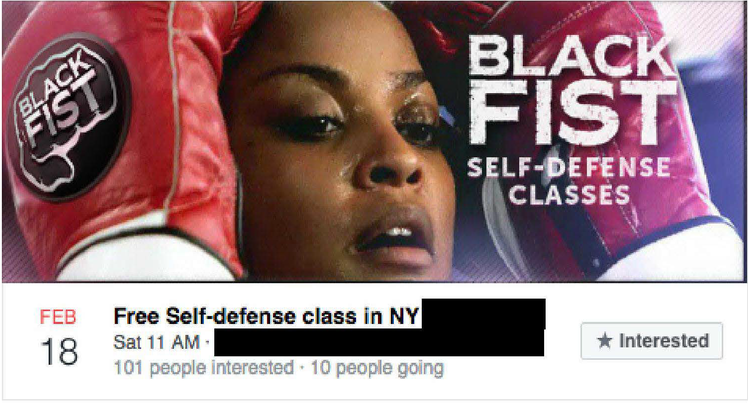 BLACK
FIST
BLACK
FIST
SELF-DEFENSE
CLASSES
FEB
18
Free Self-defense class in NY
Sat 11 AM ·
101 people interested · 10 people going
★ Interested